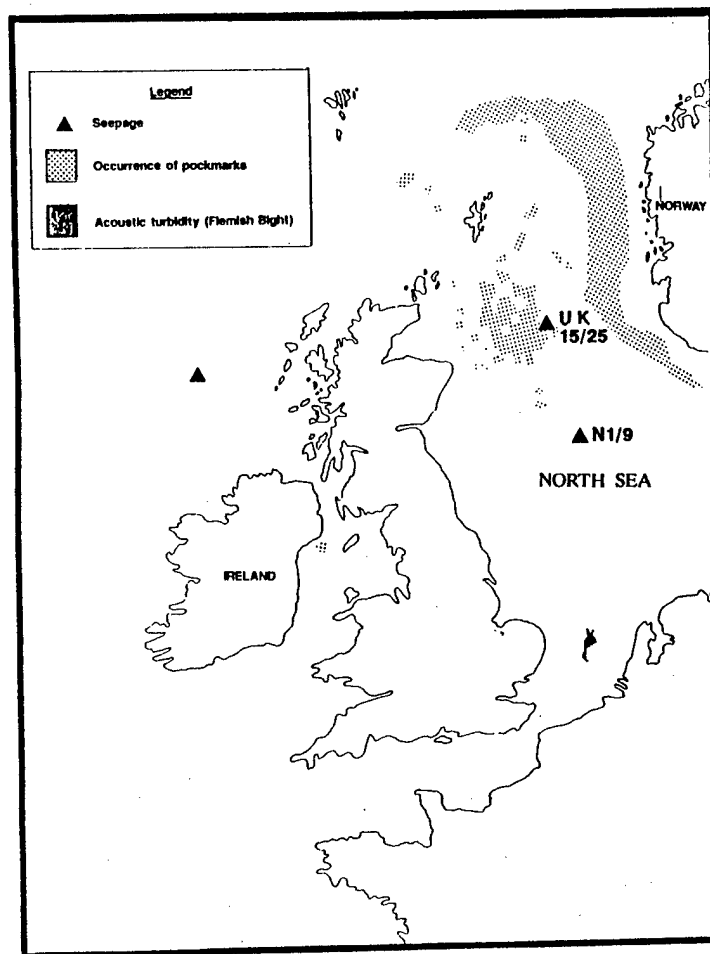 Legend
Seepage
Occurrence of pockmarks
Acoustic turbidity (Flemish Bight)
NORWAY
U K
15/25
N1/9
NORTH SEA
IRELAND